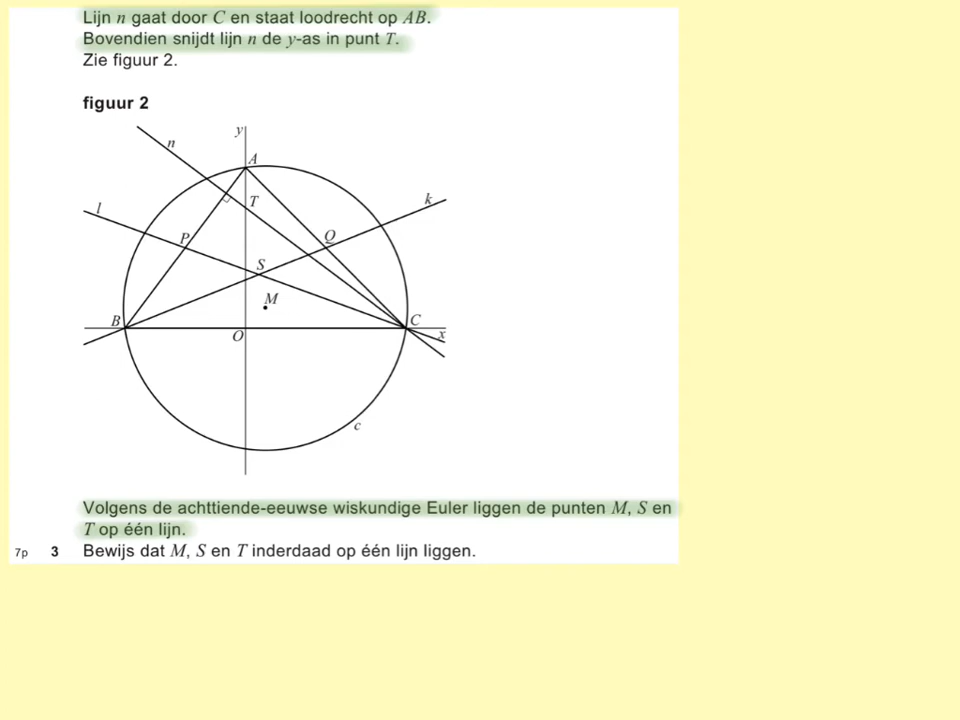 Lijn n gaat door C en staat loodrecht op AB.
Bovendien snijdt lijn n de y-as in punt T.
Zie figuur 2.
figuur 2
y
n
A
T
l
k
P
Q
S
M
B
C
O
x
c
Volgens de achttiende-eeuwse wiskundige Euler liggen de punten M, S en
T op één lijn.
7p 3 Bewijs dat M, S en T inderdaad op één lijn liggen.